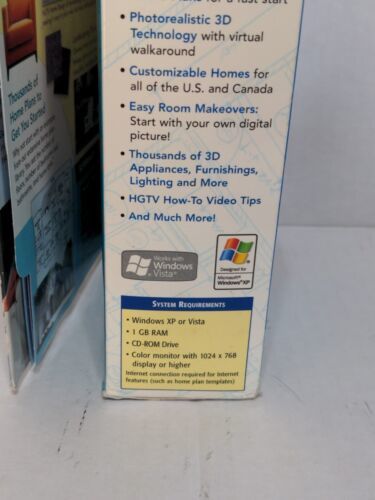 for a fast start
• Photorealistic 3D
Technology with virtual
walkaround
• Customizable Homes for
all of the U.S. and Canada
• Easy Room Makeovers:
Start with your own digital
picture!
• Thousands of 3D
Appliances, Furnishings,
Lighting and More
• HGTV How-To Video Tips
• And Much More!
Works with
Windows
Vista
Designed for
Microsoft
Windows XP
SYSTEM REQUIREMENTS
• Windows XP or Vista
• 1 GB RAM
• CD-ROM Drive
• Color monitor with 1024 x 768
display or higher
Internet connection required for Internet
features (such as home plan templates)
Thousands of
Home Plans to
Get You Started!